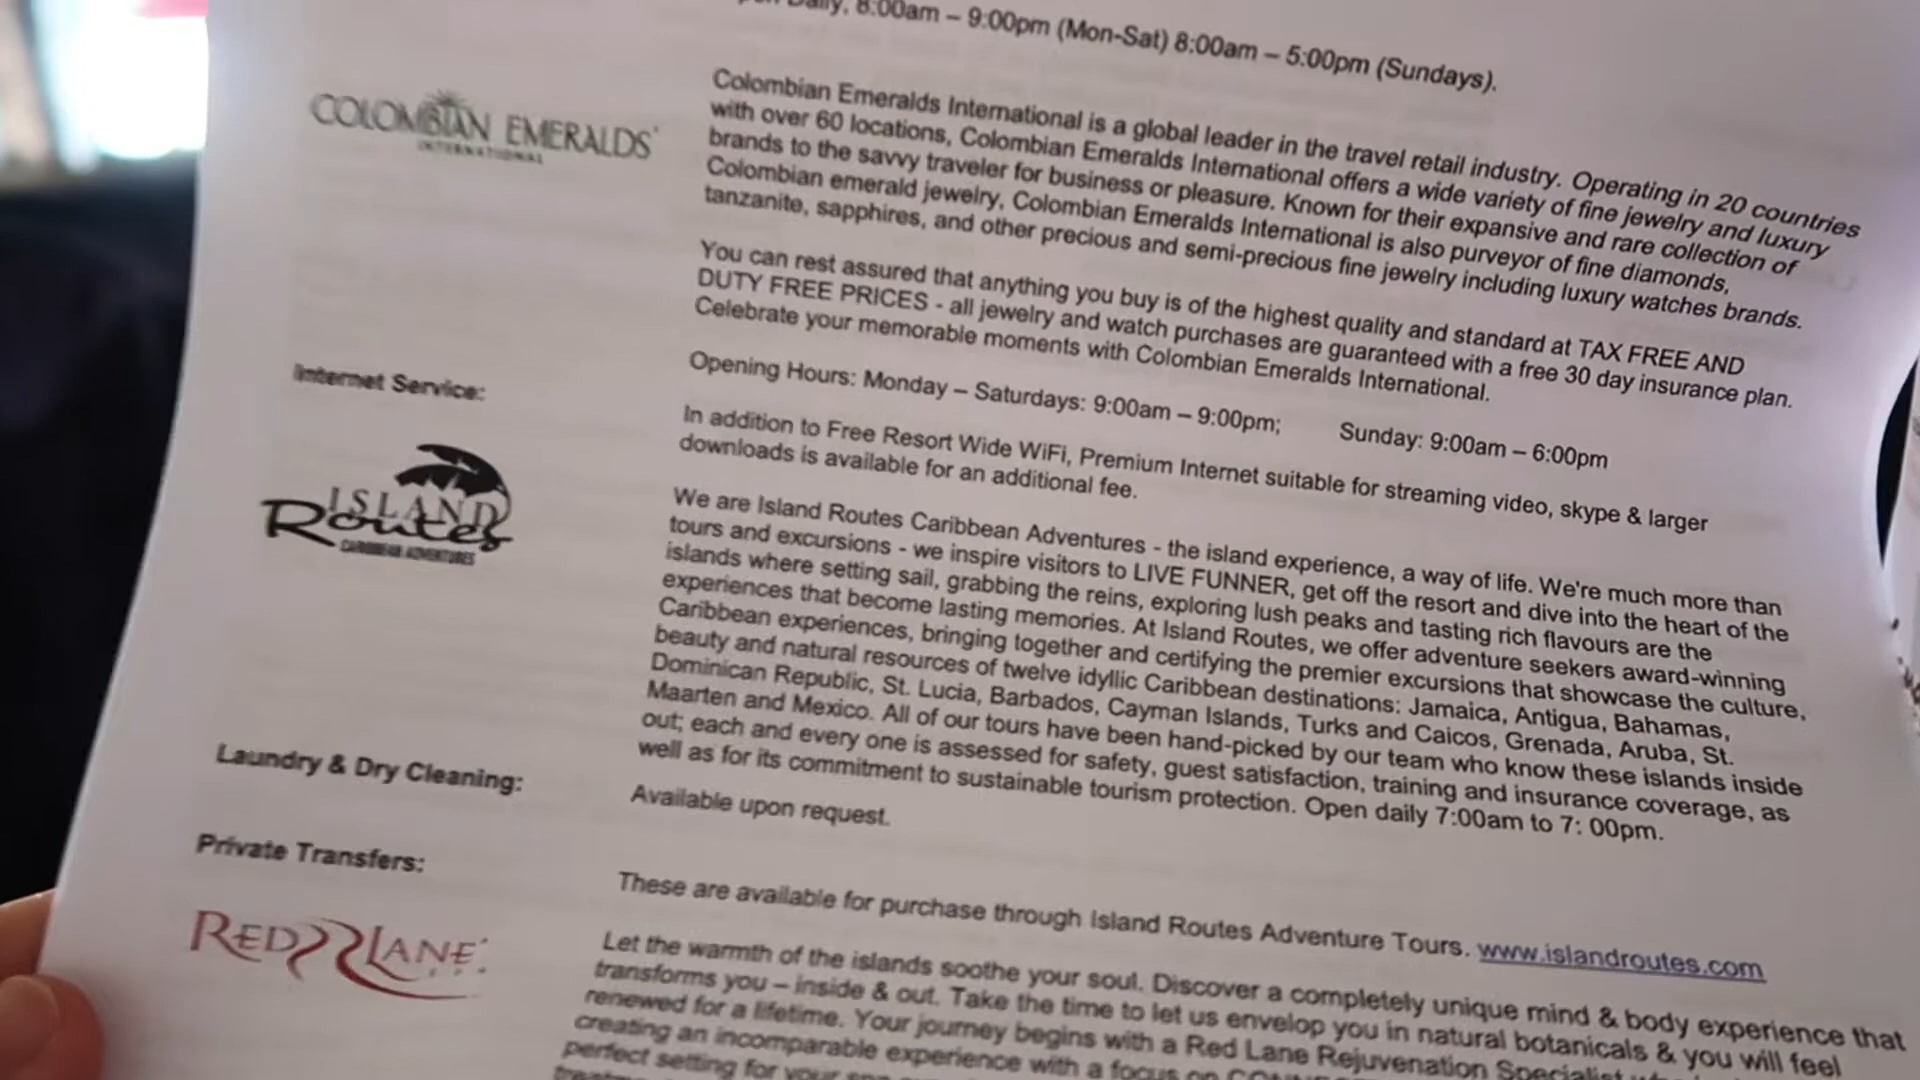 Daily, 8:00am – 9:00pm (Mon-Sat) 8:00am – 5:00pm (Sundays).
COLOMBIAN EMERALDS
INTERNATIONAL
Colombian Emeralds International is a global leader in the travel retail industry. Operating in 20 countries
with over 60 locations, Colombian Emeralds International offers a wide variety of fine jewelry and luxury
brands to the savvy traveler for business or pleasure. Known for their expansive and rare collection of
Colombian emerald jewelry, Colombian Emeralds International is also purveyor of fine diamonds,
tanzanite, sapphires, and other precious and semi-precious fine jewelry including luxury watches brands.
You can rest assured that anything you buy is of the highest quality and standard at TAX FREE AND
DUTY FREE PRICES - all jewelry and watch purchases are guaranteed with a free 30 day insurance plan.
Celebrate your memorable moments with Colombian Emeralds International.
Opening Hours: Monday – Saturdays: 9:00am – 9:00pm; Sunday: 9:00am – 6:00pm
Internet Service:
In addition to Free Resort Wide WiFi, Premium Internet suitable for streaming video, skype & larger
downloads is available for an additional fee.
ISLAND
Routes
CARIBBEAN ADVENTURES
We are Island Routes Caribbean Adventures - the island experience, a way of life. We're much more than
tours and excursions - we inspire visitors to LIVE FUNNER, get off the resort and dive into the heart of the
islands where setting sail, grabbing the reins, exploring lush peaks and tasting rich flavours are the
experiences that become lasting memories. At Island Routes, we offer adventure seekers award-winning
Caribbean experiences, bringing together and certifying the premier excursions that showcase the culture,
beauty and natural resources of twelve idyllic Caribbean destinations: Jamaica, Antigua, Bahamas,
Dominican Republic, St. Lucia, Barbados, Cayman Islands, Turks and Caicos, Grenada, Aruba, St.
Maarten and Mexico. All of our tours have been hand-picked by our team who know these islands inside
out; each and every one is assessed for safety, guest satisfaction, training and insurance coverage, as
well as for its commitment to sustainable tourism protection. Open daily 7:00am to 7: 00pm.
Laundry & Dry Cleaning:
Available upon request.
Private Transfers:
These are available for purchase through Island Routes Adventure Tours. www.islandroutes.com
RED LANE
Let the warmth of the islands soothe your soul. Discover a completely unique mind & body experience that
transforms you – inside & out. Take the time to let us envelop you in natural botanicals & you will feel
renewed for a lifetime. Your journey begins with a Red Lane Rejuvenation Specialist
creating an incomparable experience with a focus on
perfect setting for your